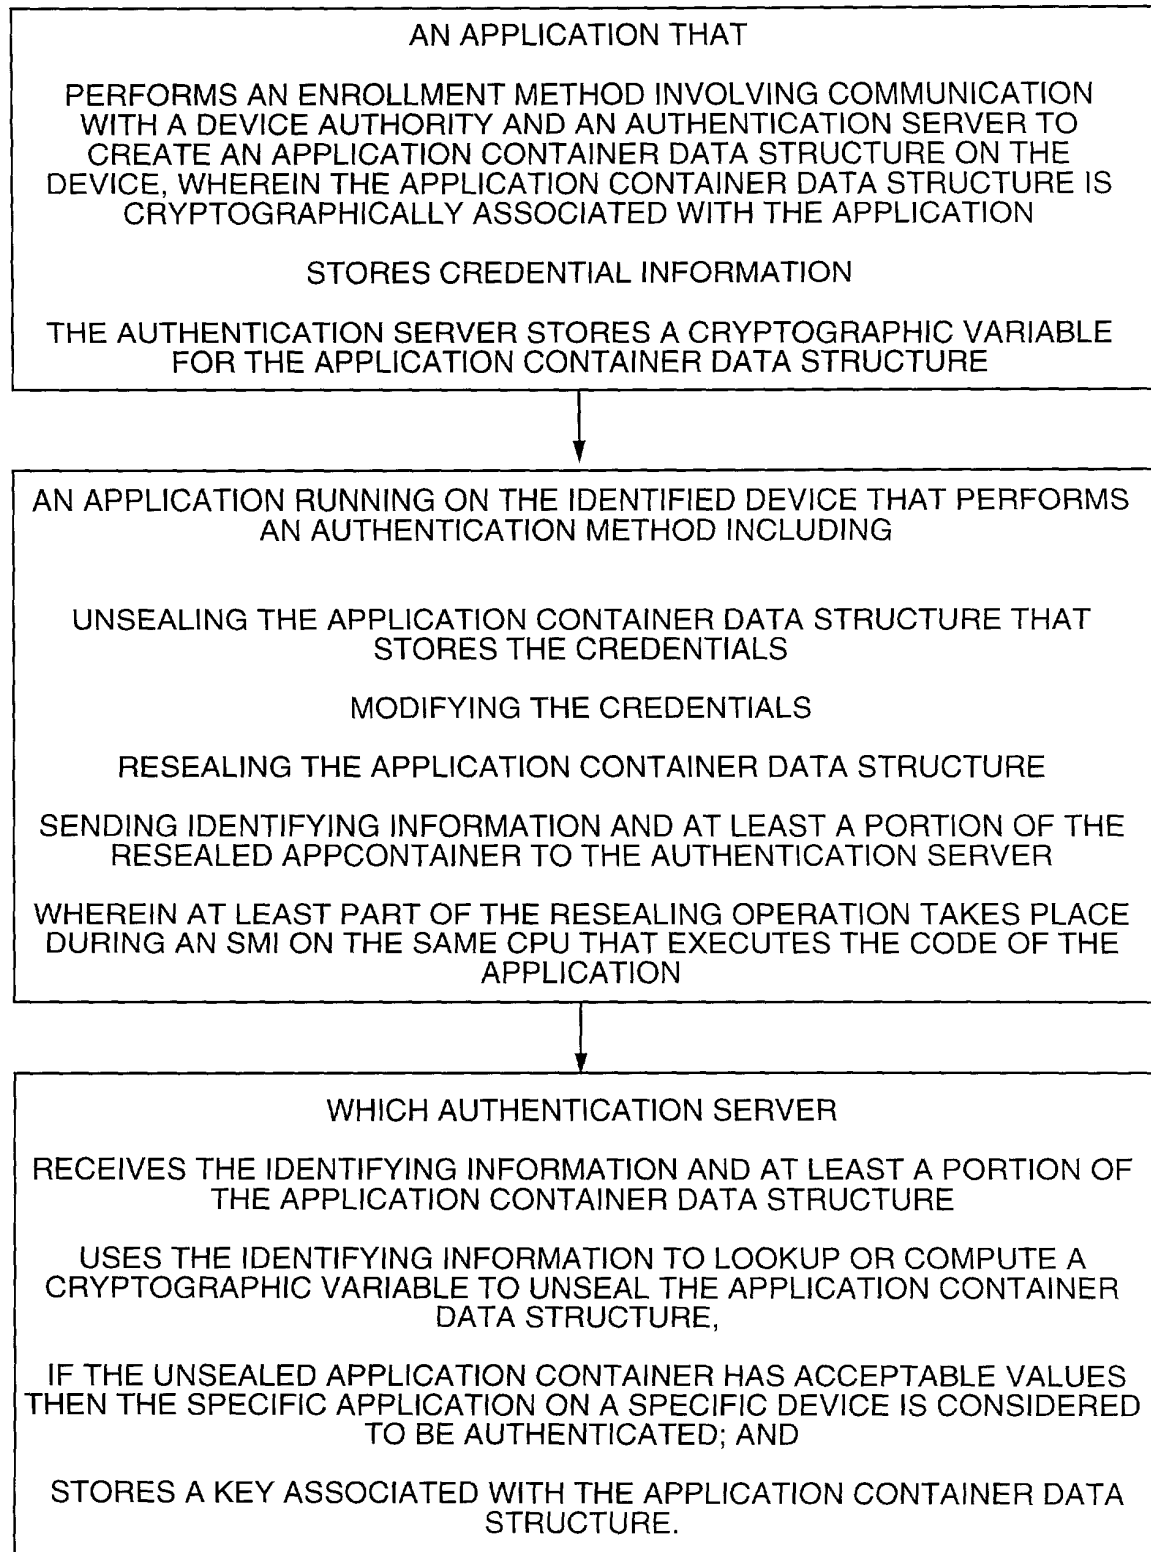 AN APPLICATION THAT
PERFORMS AN ENROLLMENT METHOD INVOLVING COMMUNICATION
WITH A DEVICE AUTHORITY AND AN AUTHENTICATION SERVER TO
CREATE AN APPLICATION CONTAINER DATA STRUCTURE ON THE
DEVICE, WHEREIN THE APPLICATION CONTAINER DATA STRUCTURE IS
CRYPTOGRAPHICALLY ASSOCIATED WITH THE APPLICATION
STORES CREDENTIAL INFORMATION
THE AUTHENTICATION SERVER STORES A CRYPTOGRAPHIC VARIABLE
FOR THE APPLICATION CONTAINER DATA STRUCTURE
AN APPLICATION RUNNING ON THE IDENTIFIED DEVICE THAT PERFORMS
AN AUTHENTICATION METHOD INCLUDING
UNSEALING THE APPLICATION CONTAINER DATA STRUCTURE THAT
STORES THE CREDENTIALS
MODIFYING THE CREDENTIALS
RESEALING THE APPLICATION CONTAINER DATA STRUCTURE
SENDING IDENTIFYING INFORMATION AND AT LEAST A PORTION OF THE
RESEALED APPCONTAINER TO THE AUTHENTICATION SERVER
WHEREIN AT LEAST PART OF THE RESEALING OPERATION TAKES PLACE
DURING AN SMI ON THE SAME CPU THAT EXECUTES THE CODE OF THE
APPLICATION
WHICH AUTHENTICATION SERVER
RECEIVES THE IDENTIFYING INFORMATION AND AT LEAST A PORTION OF
THE APPLICATION CONTAINER DATA STRUCTURE
USES THE IDENTIFYING INFORMATION TO LOOKUP OR COMPUTE A
CRYPTOGRAPHIC VARIABLE TO UNSEAL THE APPLICATION CONTAINER
DATA STRUCTURE,
IF THE UNSEALED APPLICATION CONTAINER HAS ACCEPTABLE VALUES
THEN THE SPECIFIC APPLICATION ON A SPECIFIC DEVICE IS CONSIDERED
TO BE AUTHENTICATED; AND
STORES A KEY ASSOCIATED WITH THE APPLICATION CONTAINER DATA
STRUCTURE.